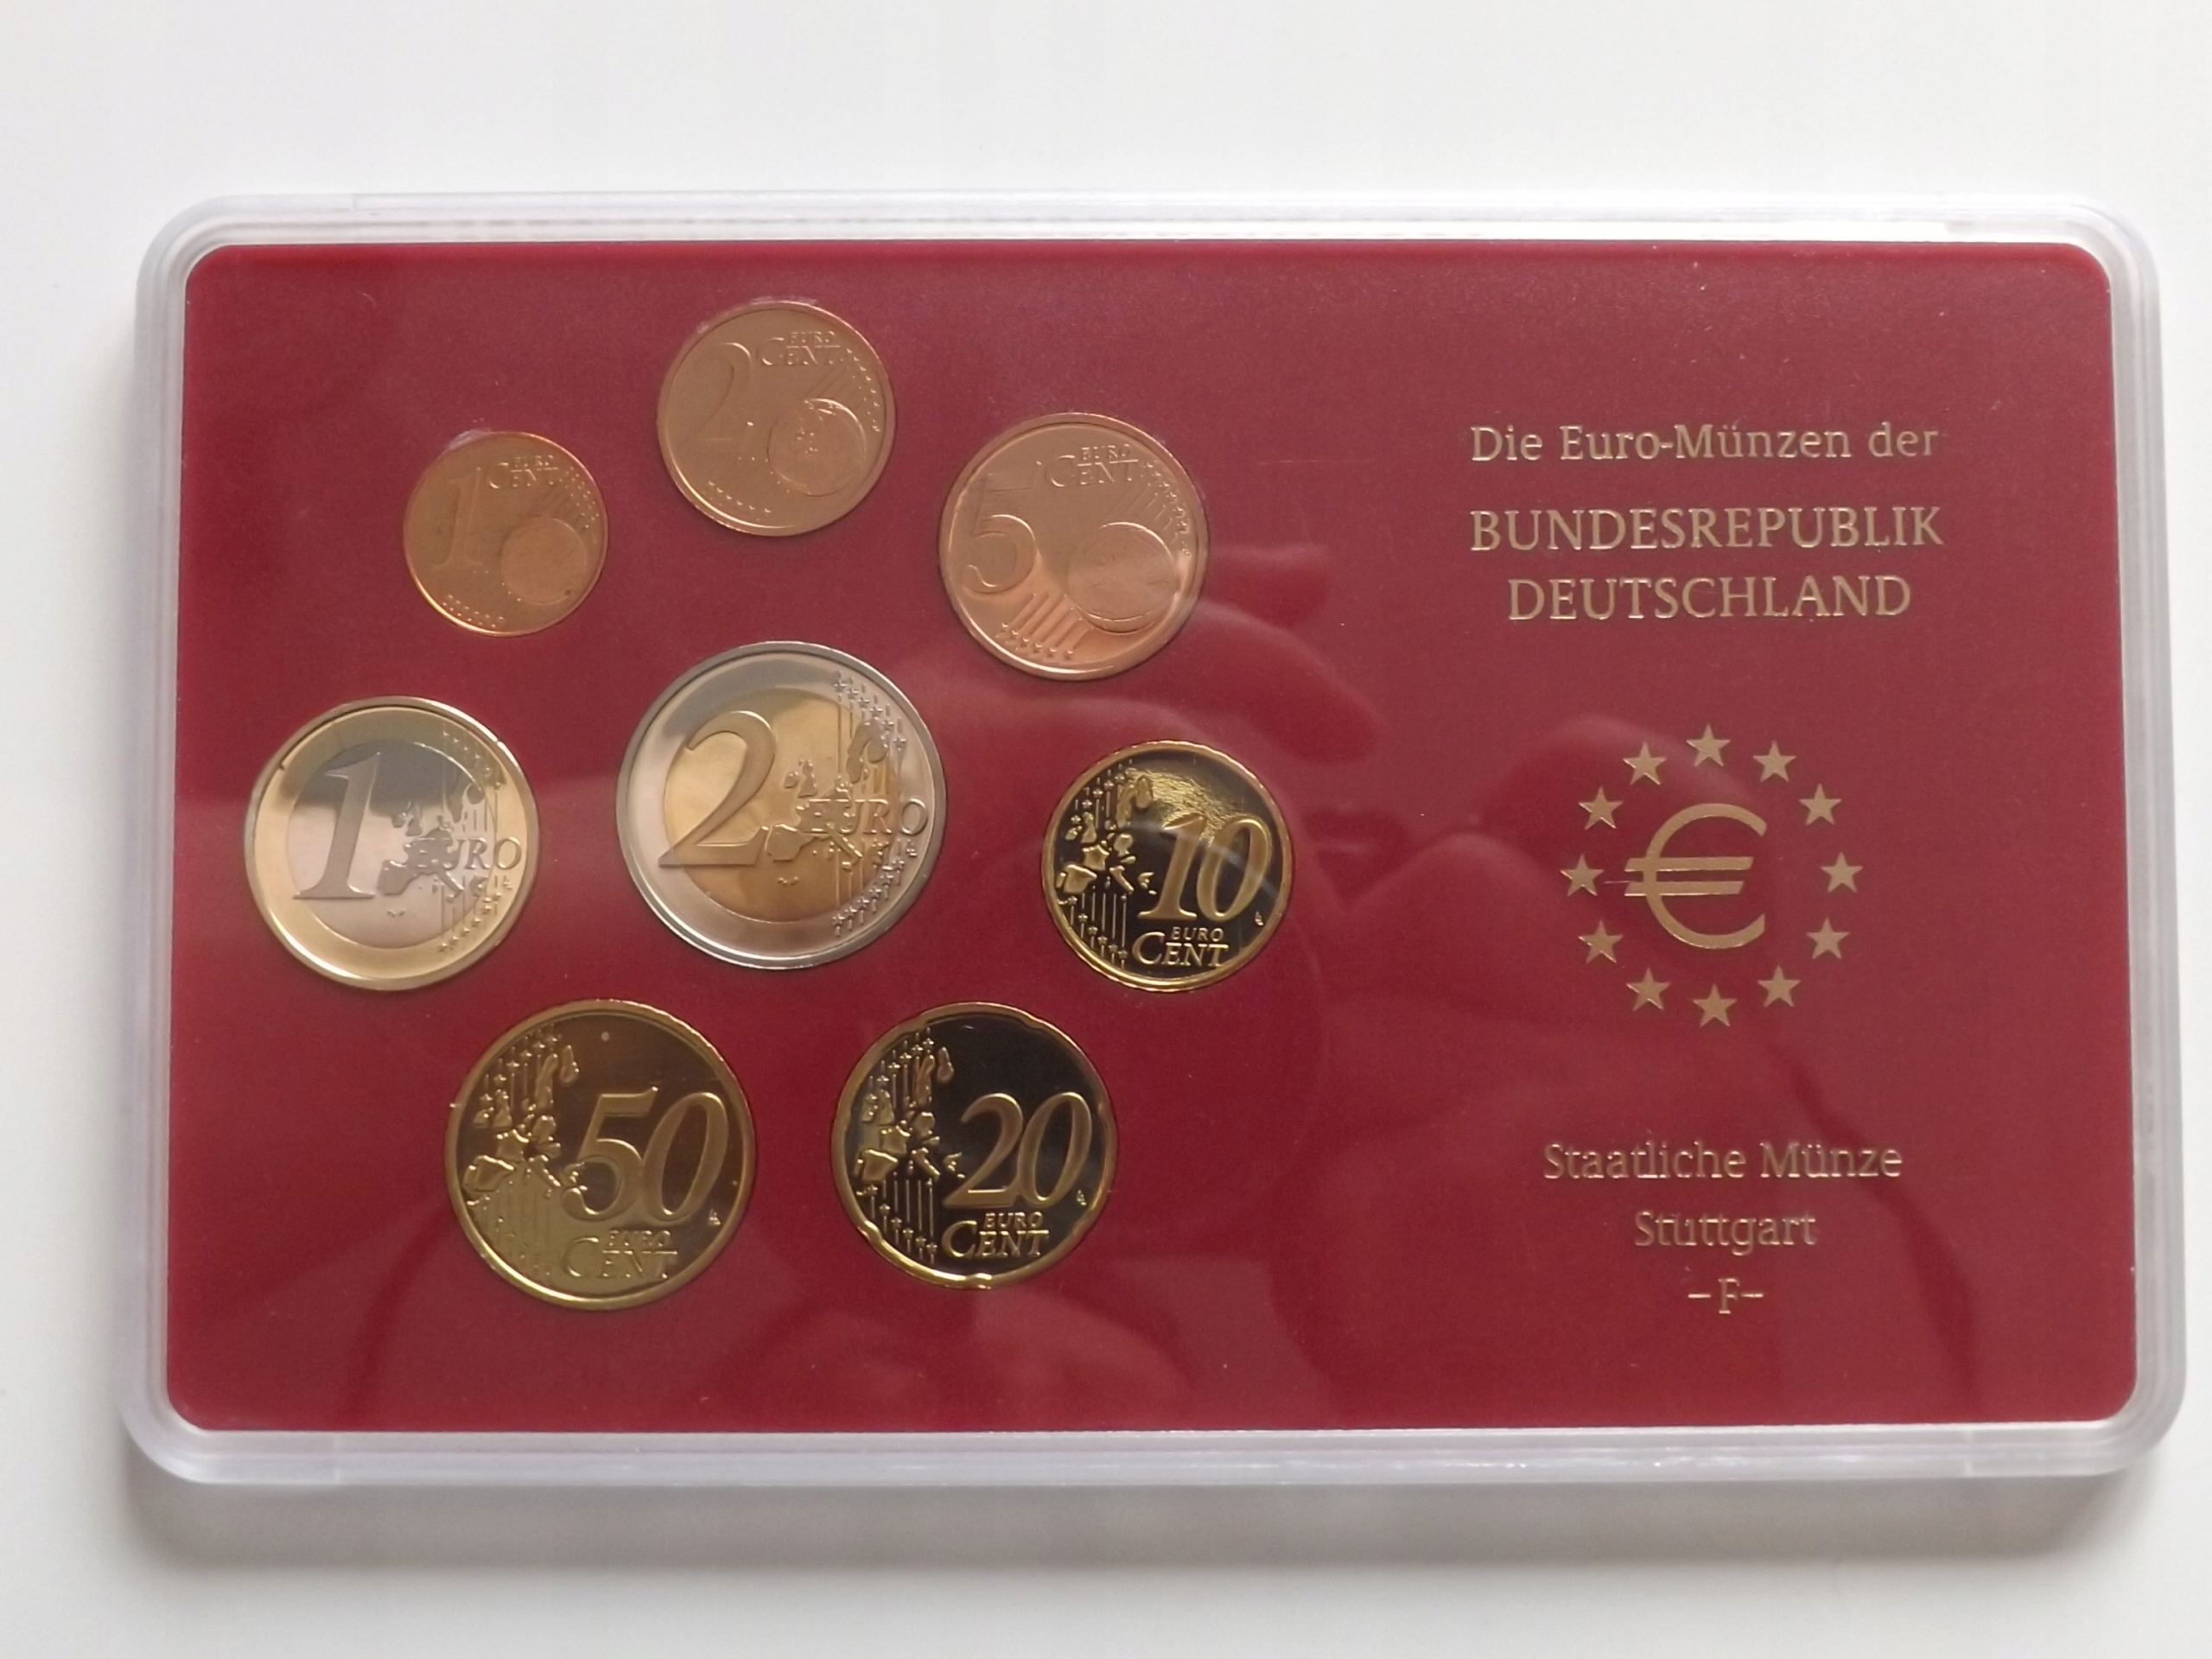 2 EURO
CENT
1 EURO
CENT
5 EURO
CENT
1 EURO
2 EURO
10
EURO
CENT
50
EURO
CENT
20
EURO
CENT
Die Euro-Münzen der
BUNDESREPUBLIK
DEUTSCHLAND
€
Staatliche Münze
Stuttgart
–F–